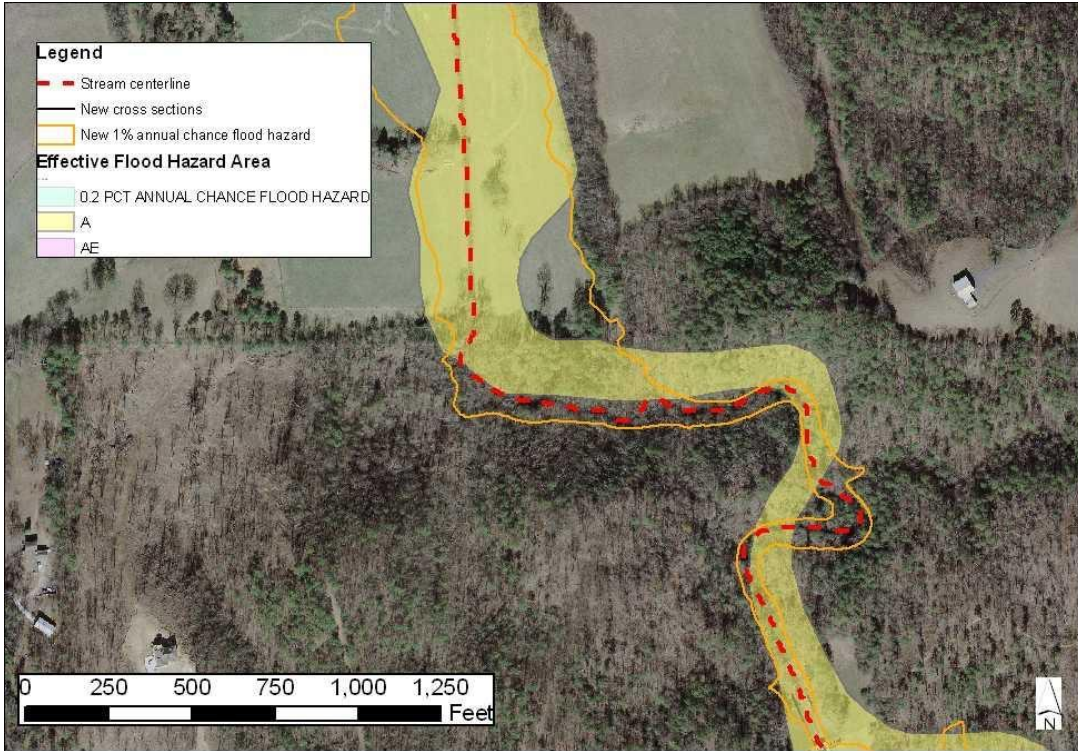 Legend
Stream centerline
New cross sections
New 1% annual chance flood hazard
Effective Flood Hazard Area
...
0.2 PCT ANNUAL CHANCE FLOOD HAZARD
A
AE
0 250 500 750 1,000 1,250
Feet
N